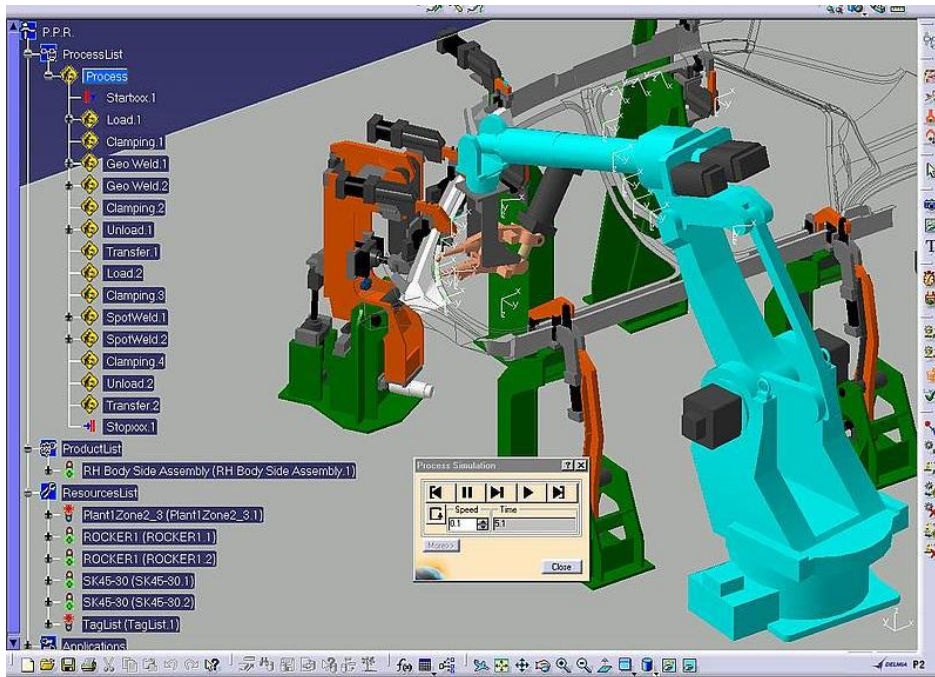 P.P.R.
ProcessList
Process
Startxxx.1
Load.1
Clamping.1
Geo Weld.1
Geo Weld.2
Clamping.2
Unload.1
Transfer.1
Load.2
Clamping.3
SpotWeld.1
SpotWeld.2
Clamping.4
Unload.2
Transfer.2
Stopxxx.1
ProductList
RH Body Side Assembly (RH Body Side Assembly.1)
ResourcesList
Plant1Zone2_3 (Plant1Zone2_3.1)
ROCKER1 (ROCKER1.1)
ROCKER1 (ROCKER1.2)
SK45-30 (SK45-30.1)
SK45-30 (SK45-30.2)
TagList (TagList.1)
Applications
Process Simulation
Speed
Time
0.1
5.1
More>>
Close
DELMIA P2